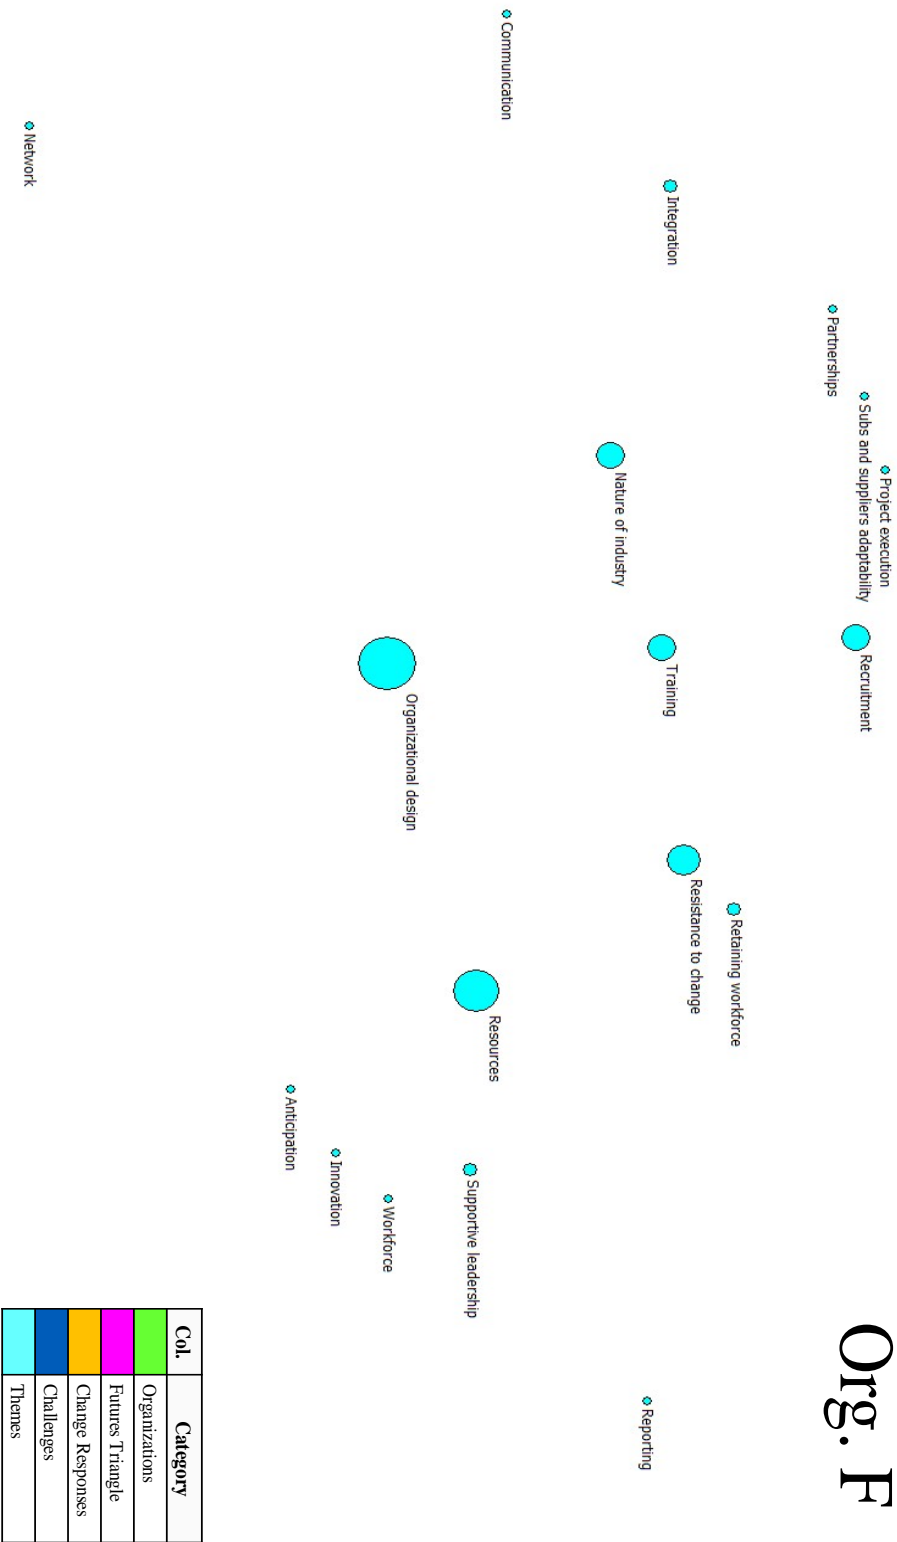 Org. F
Project execution
Subs and suppliers adaptability
Recruitment
Partnerships
Retaining workforce
Resistance to change
Integration
Training
Reporting
Nature of industry
Communication
Resources
Supportive leadership
Organizational design
Workforce
Innovation
Anticipation
Network
Col. Category
Organizations
Futures Triangle
Change Responses
Challenges
Themes